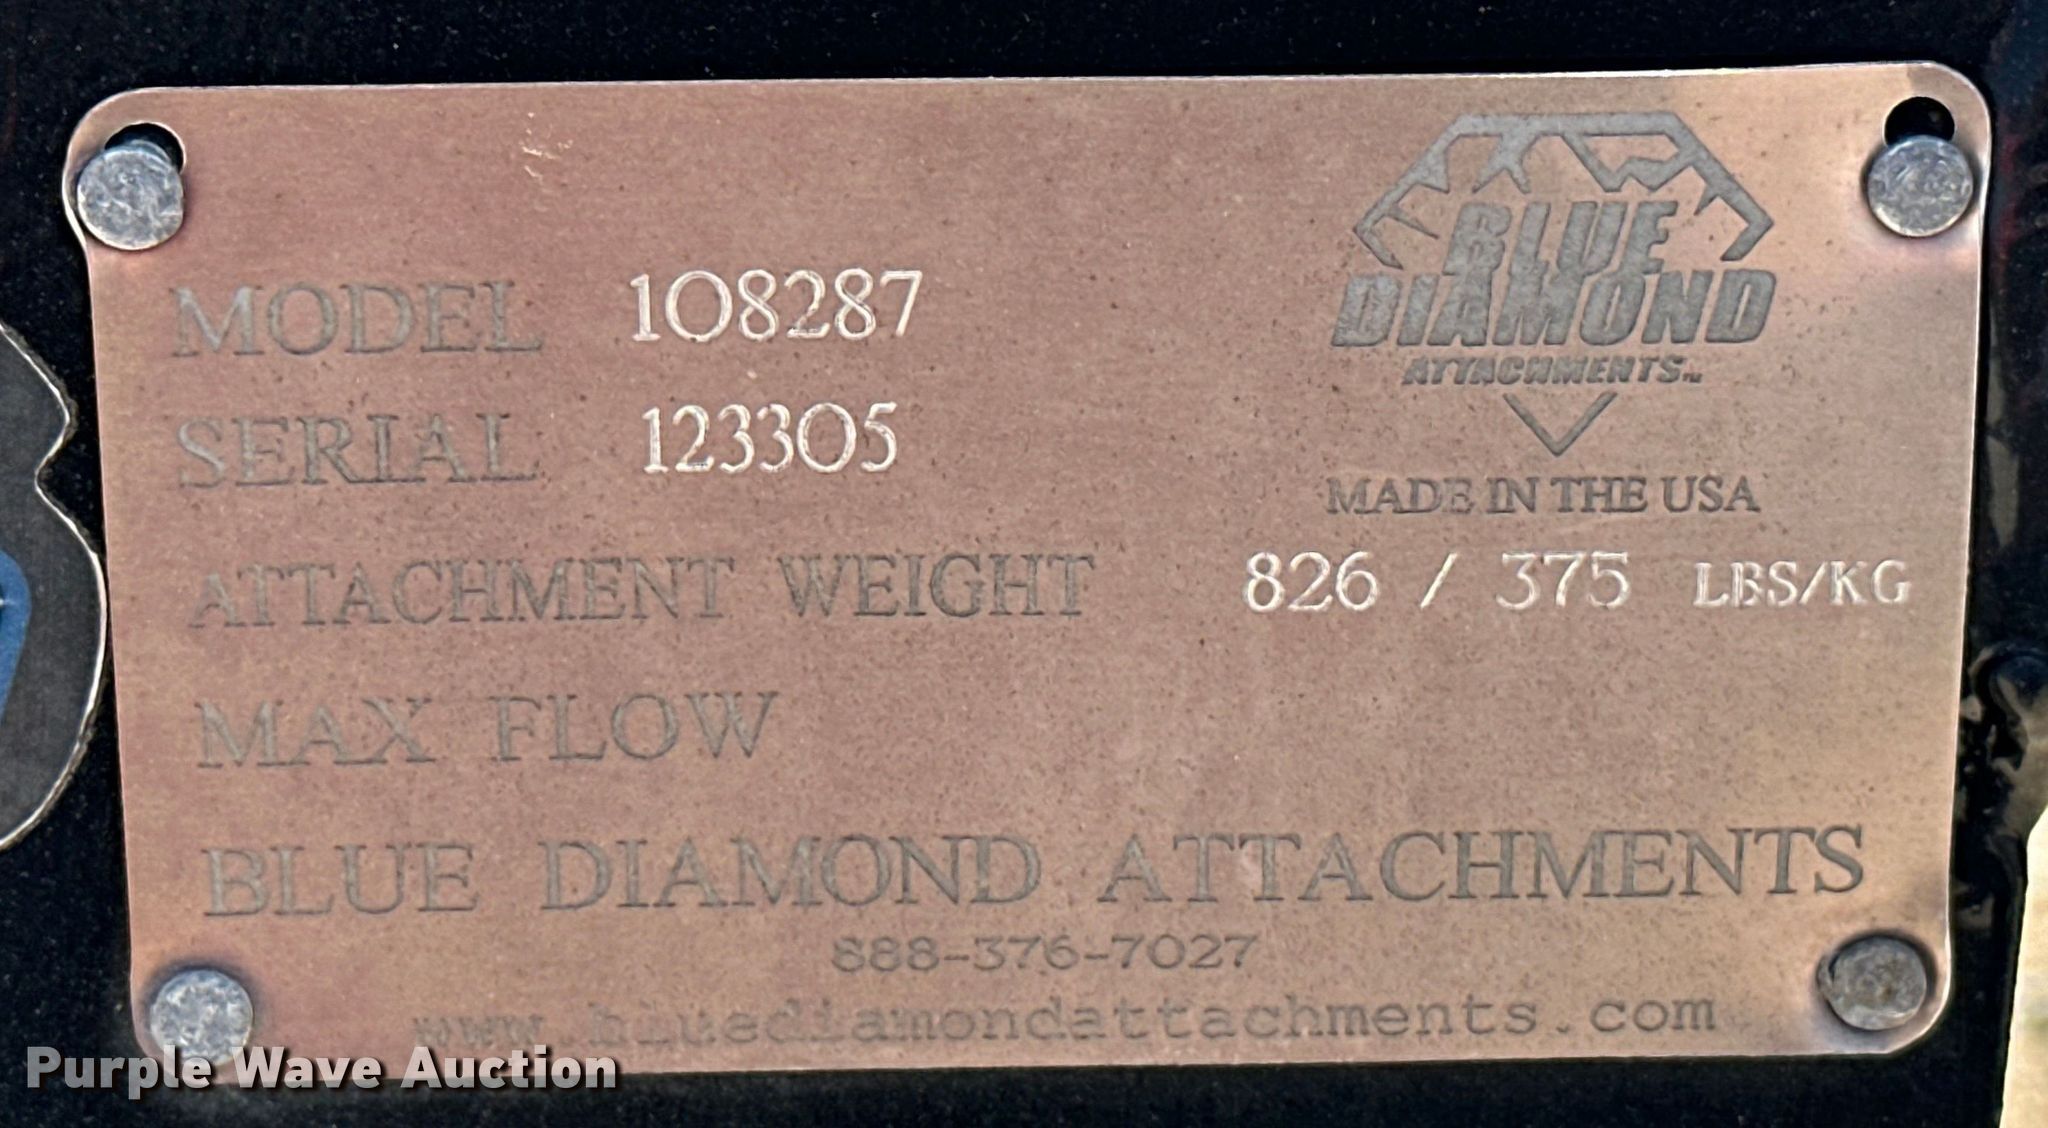 BLUE
DIAMOND
ATTACHMENTS™
MODEL 108287
SERIAL 123305
MADE IN THE USA
ATTACHMENT WEIGHT 826 / 375 LBS/KG
MAX FLOW
BLUE DIAMOND ATTACHMENTS
888-376-7027
www.bluediamondattachments.com
Purple Wave Auction